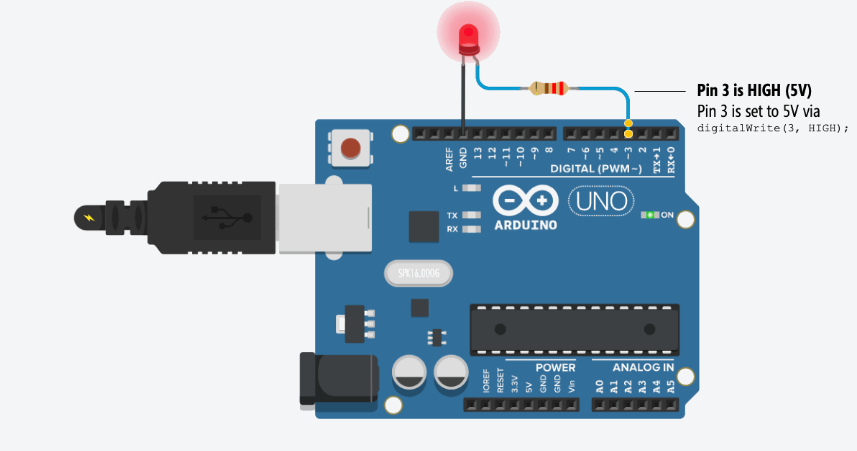 Pin 3 is HIGH (5V)
Pin 3 is set to 5V via
digitalWrite(3, HIGH);
AREF
GND
13
12
~11
~10
~9
8
7
~6
~5
4
~3
2
TX→1
RX←0
DIGITAL (PWM~)
L
TX
RX
ARDUINO
UNO
ON
SPK16.000G
POWER
ANALOG IN
IOREF
RESET
3.3V
5V
GND
GND
Vin
A0
A1
A2
A3
A4
A5